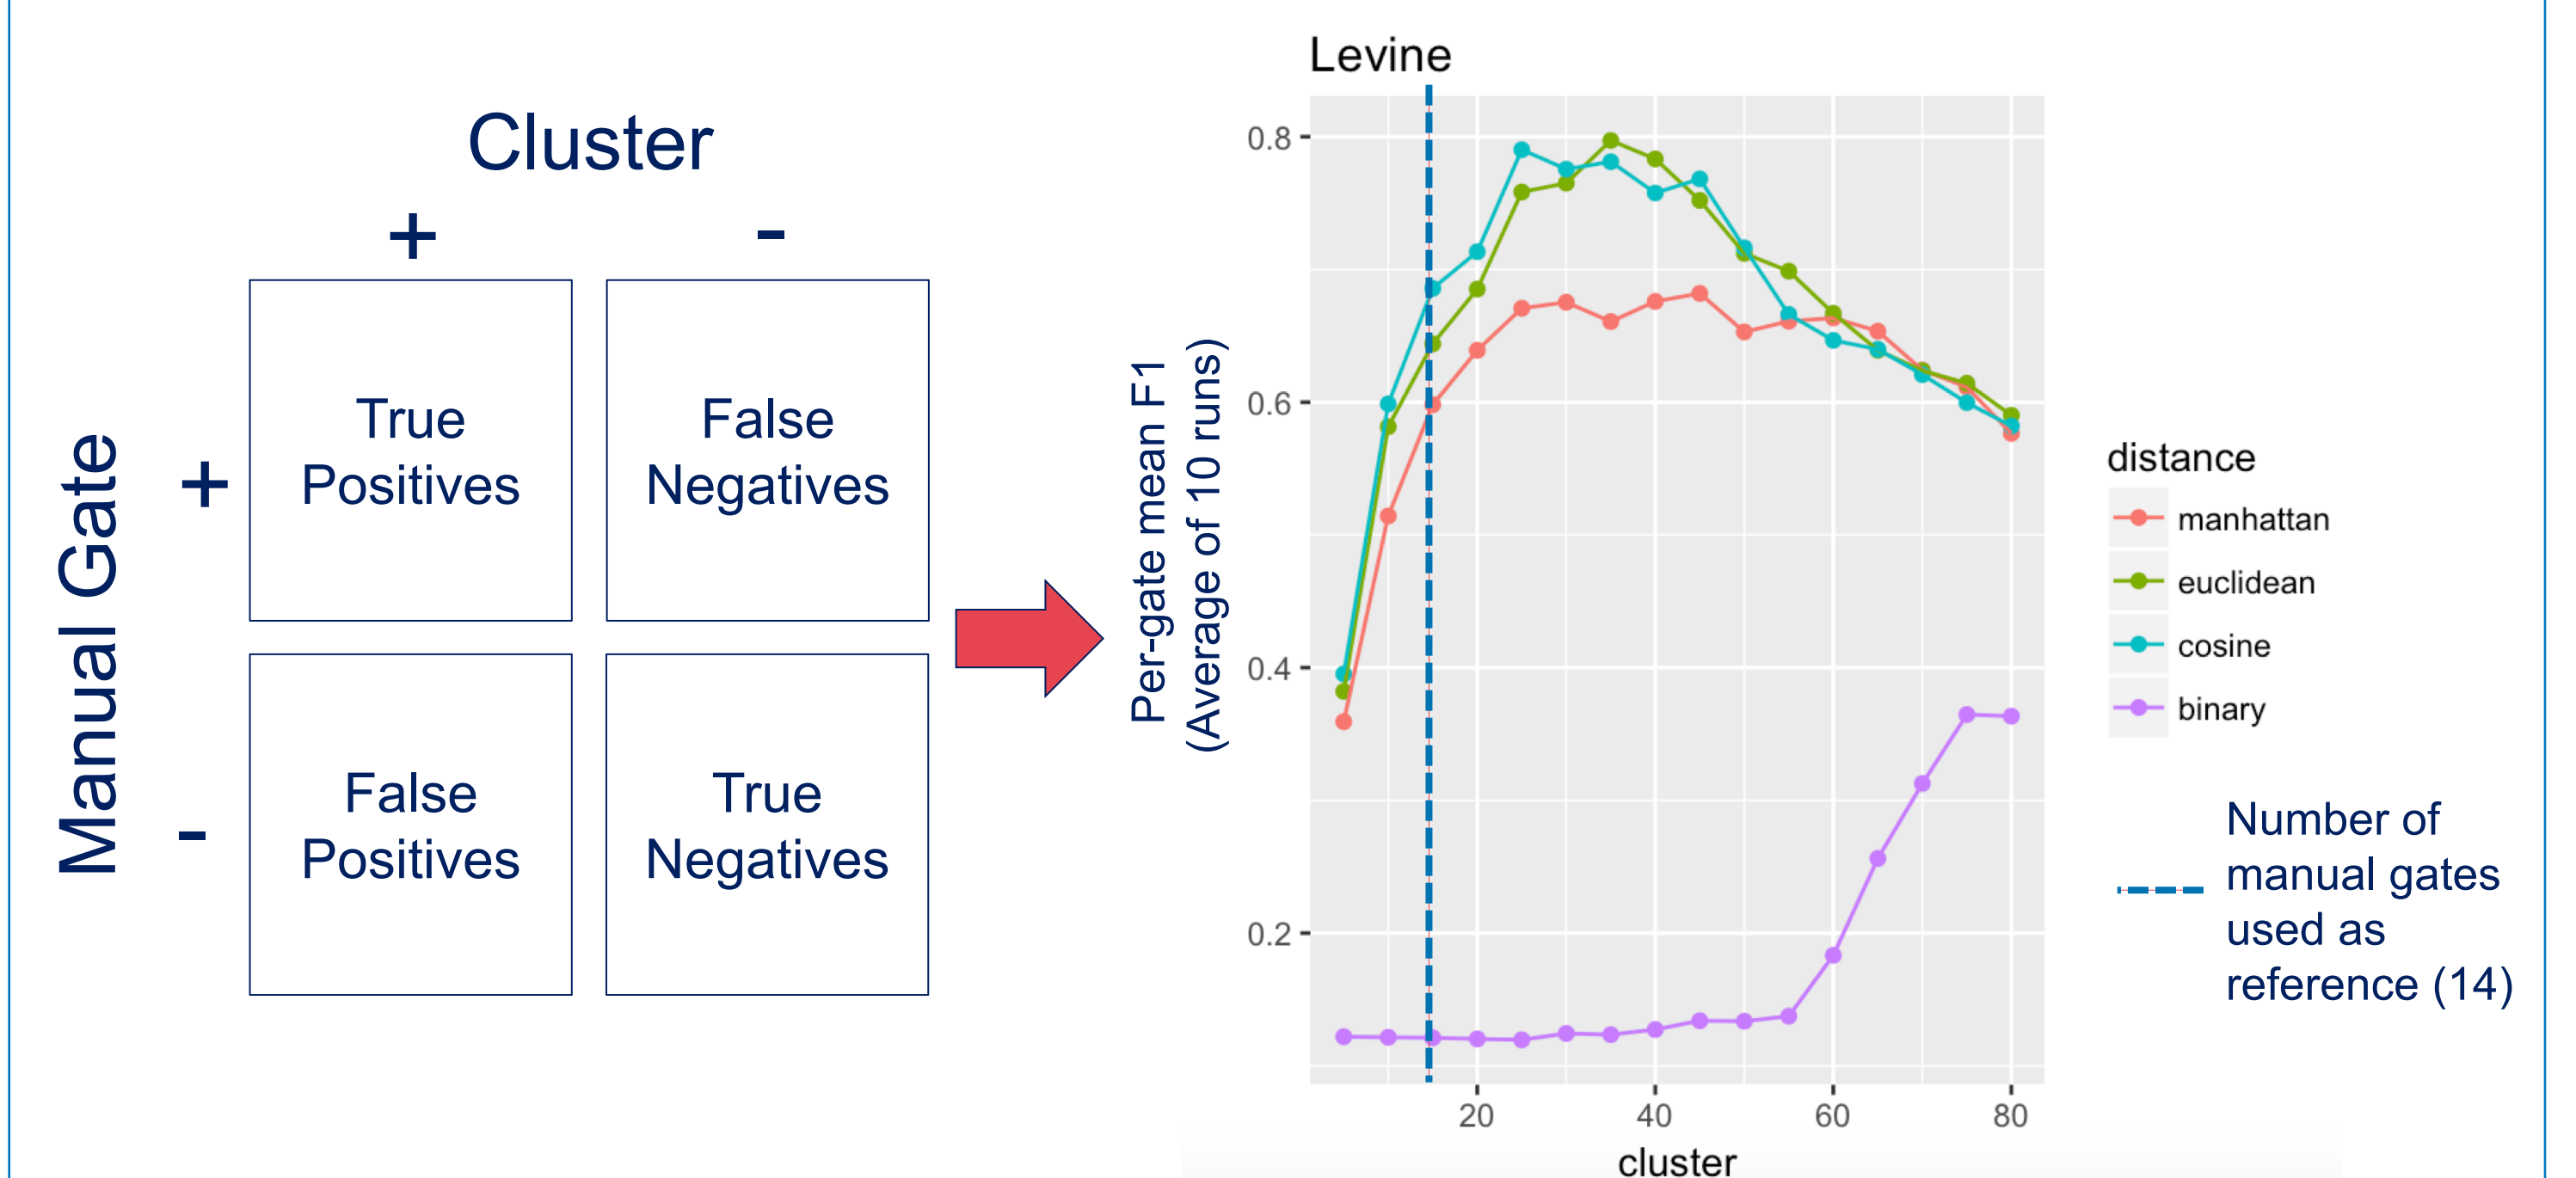 Cluster
+
-
Manual Gate
+
-
True
Positives
False
Negatives
False
Positives
True
Negatives
Levine
Per-gate mean F1
(Average of 10 runs)
0.8
0.6
0.4
0.2
20
40
60
80
cluster
distance
manhattan
euclidean
cosine
binary
Number of
manual gates
used as
reference (14)